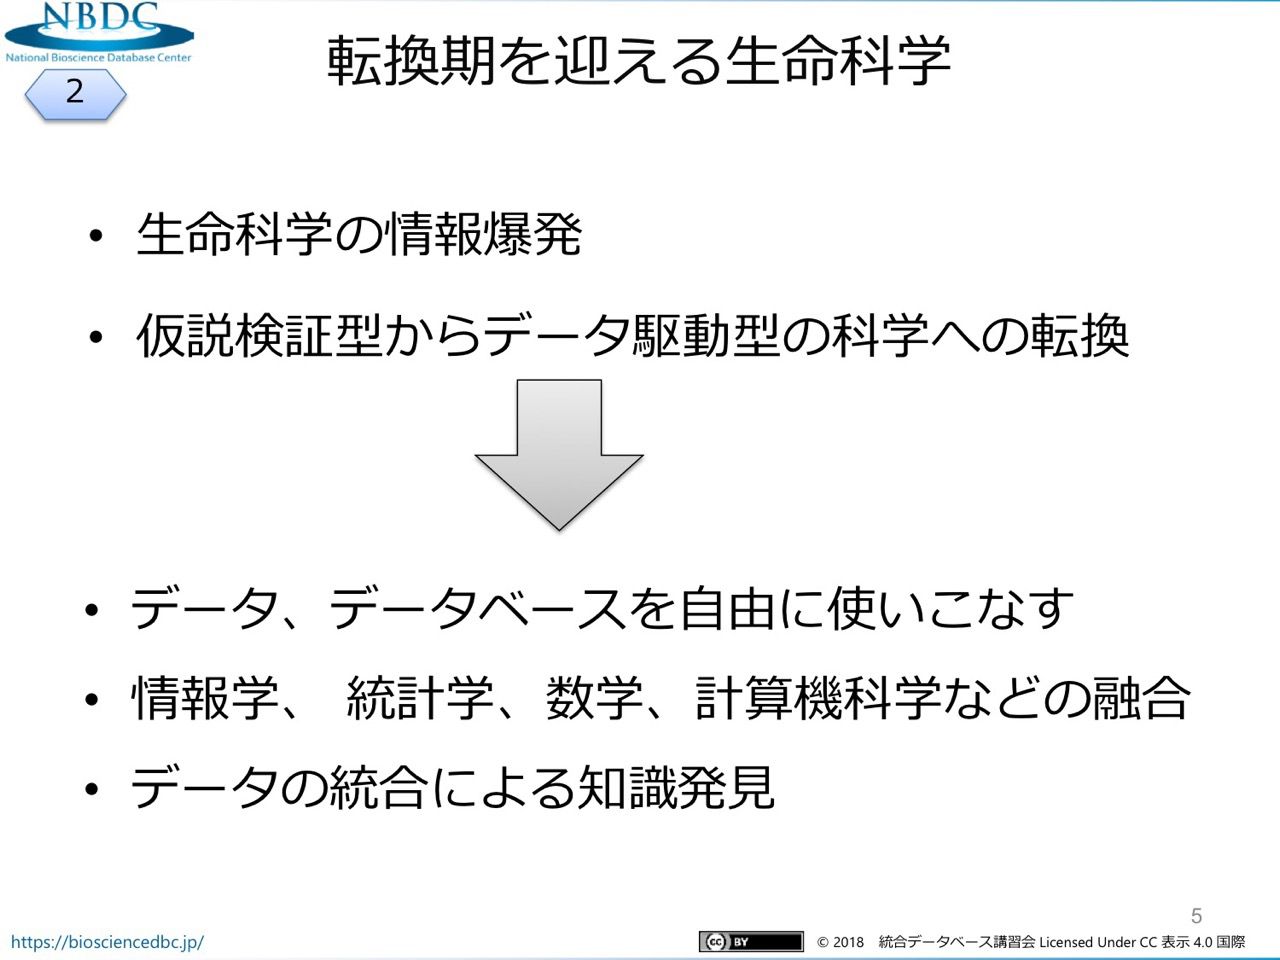 NBDC
National Bioscience Database Center
2
転換期を迎える生命科学
• 生命科学の情報爆発
• 仮説検証型からデータ駆動型の科学への転換
• データ、データベースを自由に使いこなす
• 情報学、 統計学、数学、計算機科学などの融合
• データの統合による知識発見
5
https://biosciencedbc.jp/
cc BY © 2018 統合データベース講習会 Licensed Under CC 表示 4.0 国際